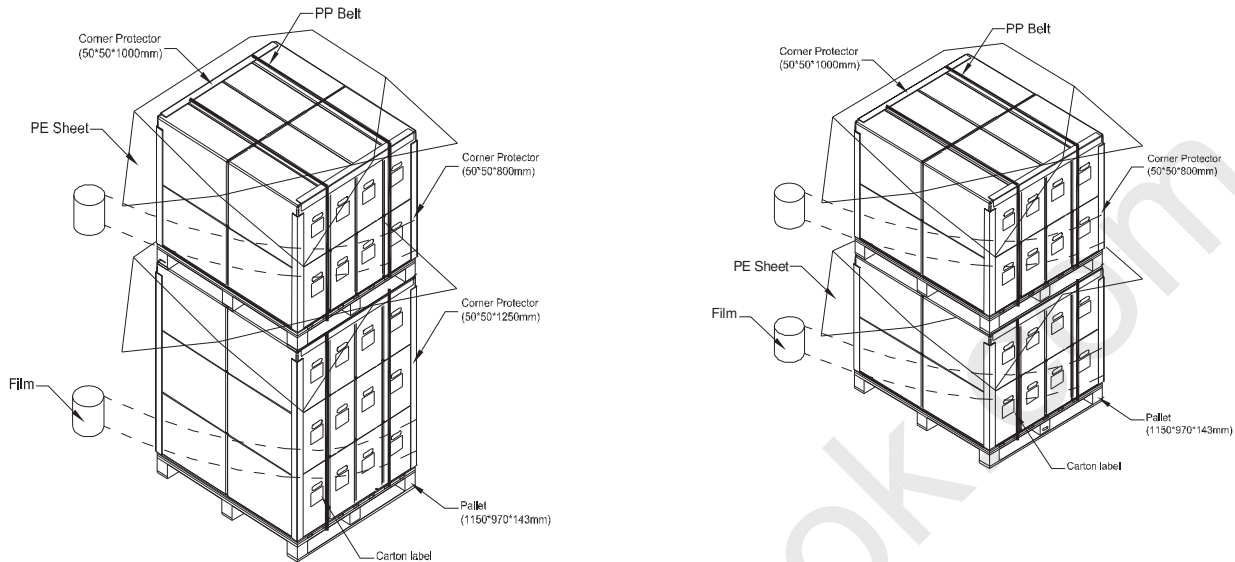 PP Belt
Corner Protector
(50*50*1000mm)
PE Sheet
Corner Protector
(50*50*800mm)
Corner Protector
(50*50*1250mm)
Film
Pallet
(1150*970*143mm)
Carton label
PP Belt
Corner Protector
(50*50*1000mm)
Corner Protector
(50*50*800mm)
PE Sheet
Film
Pallet
(1150*970*143mm)
Carton label
ok.com